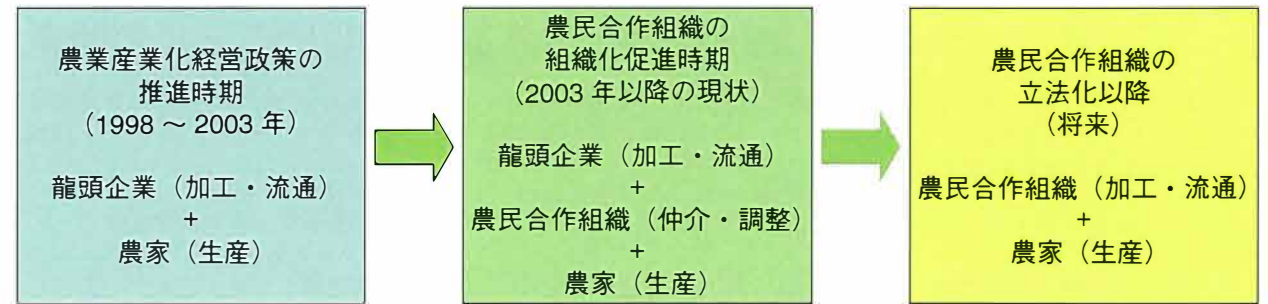 農業産業化経営政策の
推進時期
（1998 ～ 2003 年）
龍頭企業（加工・流通）
+
農家（生産）
農民合作組織の
組織化促進時期
（2003 年以降の現状）
龍頭企業（加工・流通）
+
農民合作組織（仲介・調整）
+
農家（生産）
農民合作組織の
立法化以降
（将来）
農民合作組織（加工・流通）
+
農家（生産）